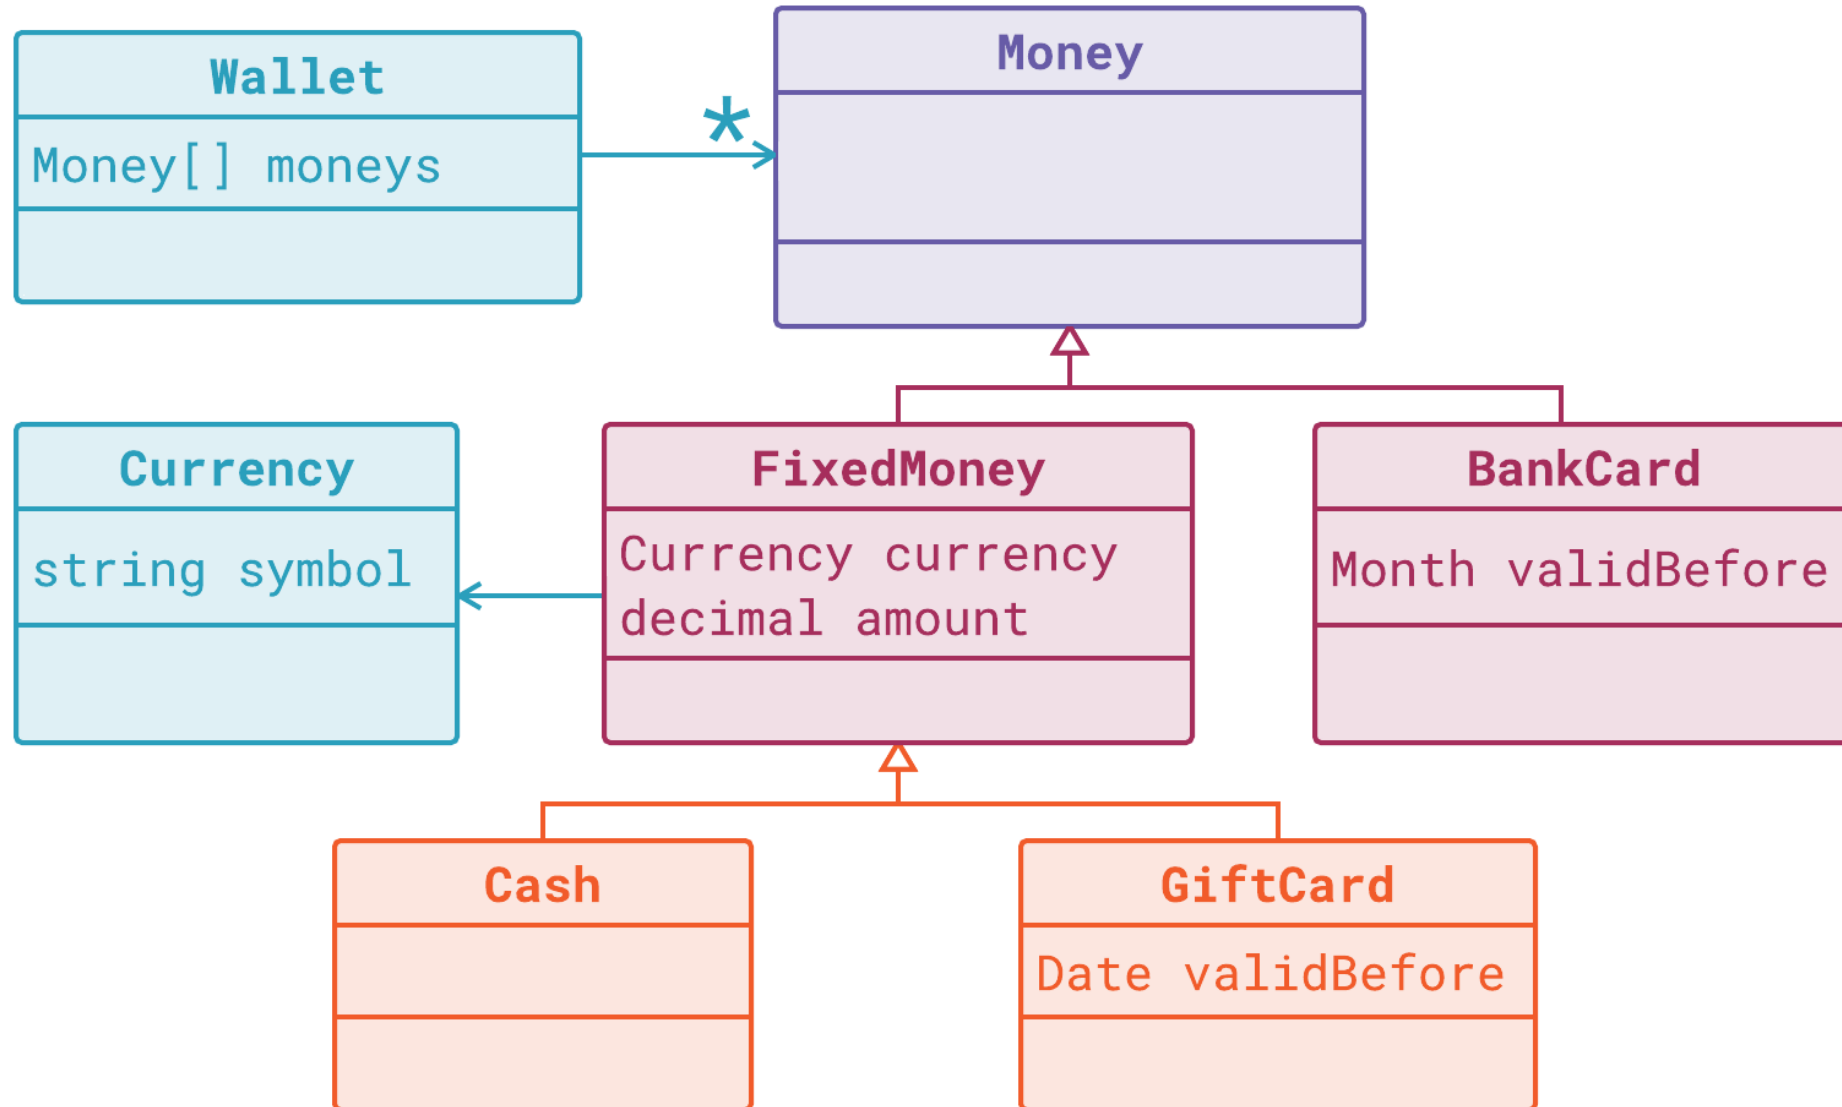 Wallet
Money[] moneys
*
Money
Currency
string symbol
FixedMoney
Currency currency
decimal amount
BankCard
Month validBefore
Cash
GiftCard
Date validBefore